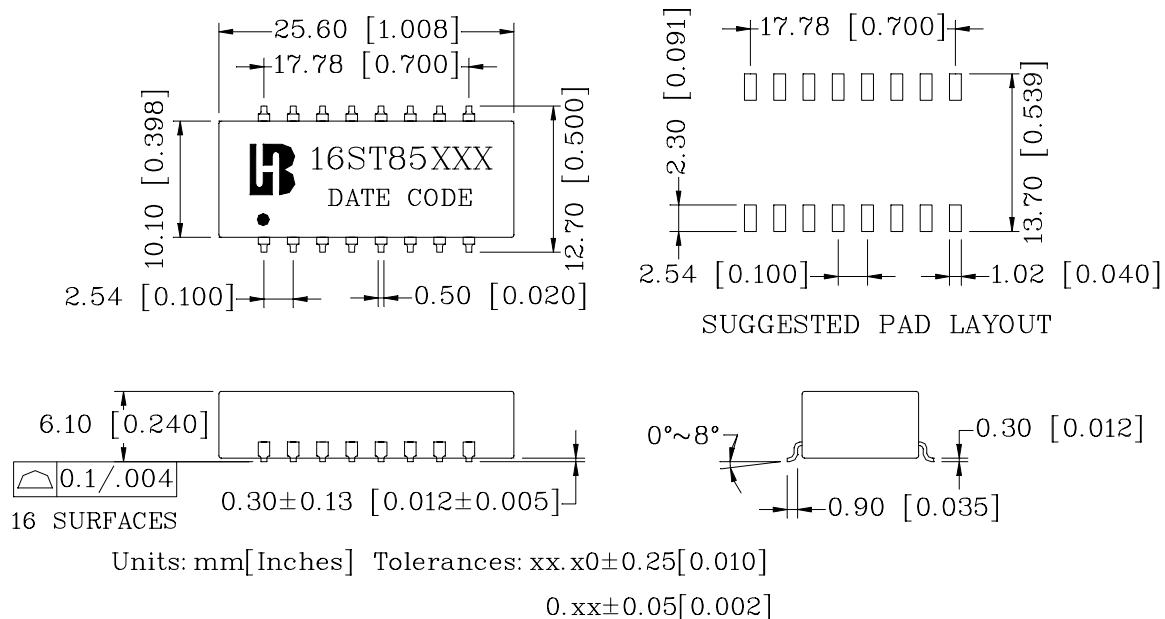 25.60 [1.008]
17.78 [0.700]
10.10 [0.398]
12.70 [0.500]
HB
16ST85XXX
DATE CODE
2.54 [0.100]
0.50 [0.020]
17.78 [0.700]
2.30 [0.091]
13.70 [0.539]
2.54 [0.100]
1.02 [0.040]
SUGGESTED PAD LAYOUT
6.10 [0.240]
0.1/.004
16 SURFACES
0.30±0.13 [0.012±0.005]
0°~8°
0.30 [0.012]
0.90 [0.035]
Units: mm[Inches] Tolerances: xx.x0±0.25[0.010]
0.xx±0.05[0.002]